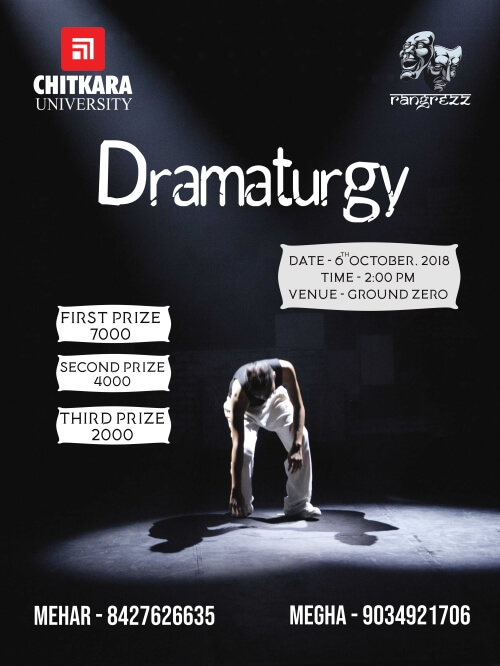 CHITKARA
UNIVERSITY
rangrezz
Dramaturgy
DATE - 6TH OCTOBER. 2018
TIME - 2:00 PM
VENUE - GROUND ZERO
FIRST PRIZE
7000
SECOND PRIZE
4000
THIRD PRIZE
2000
MEHAR - 8427626635
MEGHA - 9034921706